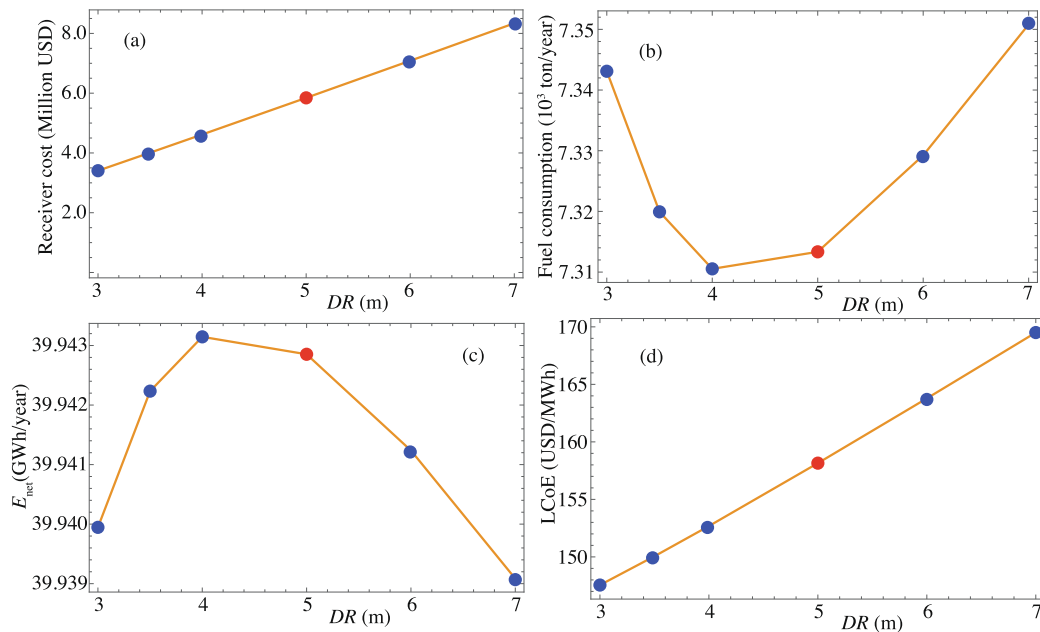 (a)
Receiver cost (Million USD)
8.0
6.0
4.0
2.0
3 4 5 6 7
DR (m)
(b)
Fuel consumption (10³ ton/year)
7.35
7.34
7.33
7.32
7.31
3 4 5 6 7
DR (m)
(c)
E_net(GWh/year)
39.943
39.942
39.941
39.940
39.939
3 4 5 6 7
DR (m)
(d)
LCoE (USD/MWh)
170
165
160
155
150
3 4 5 6 7
DR (m)